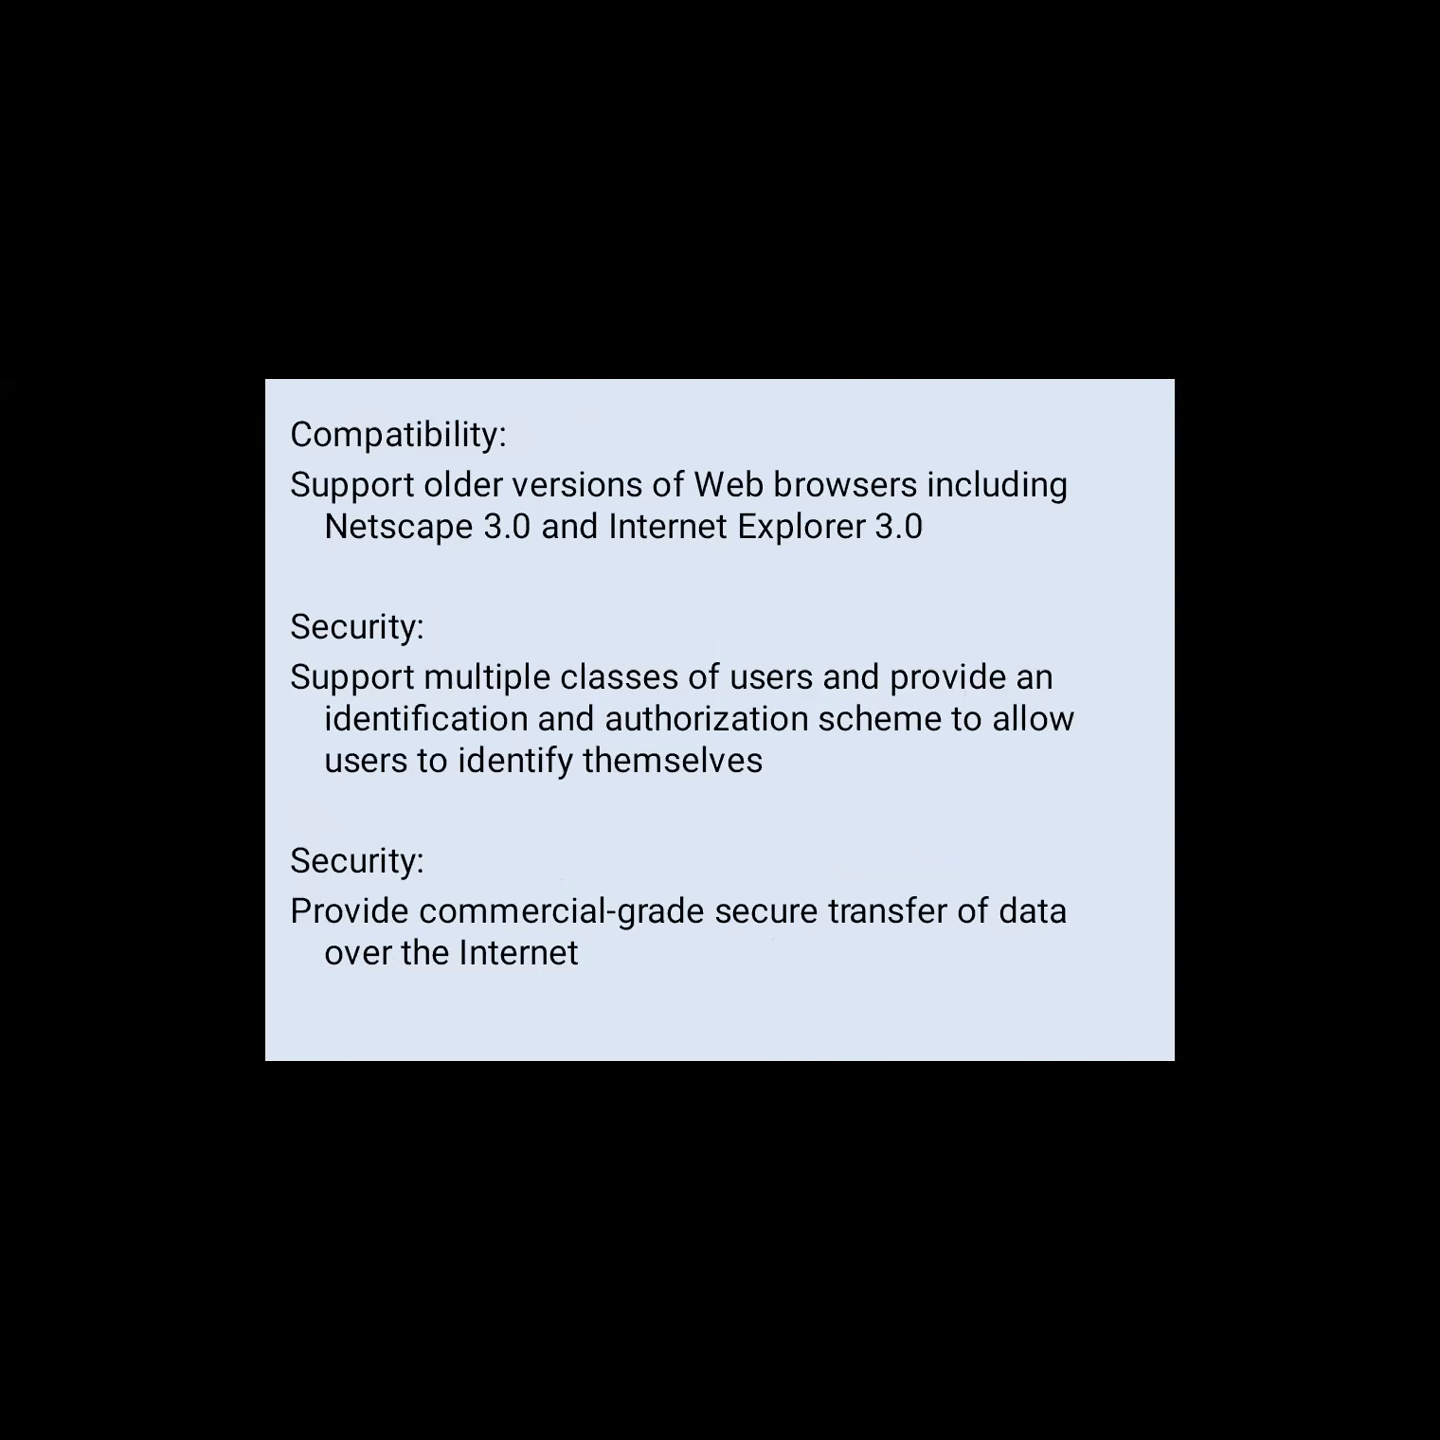 Compatibility:
Support older versions of Web browsers including
Netscape 3.0 and Internet Explorer 3.0
Security:
Support multiple classes of users and provide an
identification and authorization scheme to allow
users to identify themselves
Security:
Provide commercial-grade secure transfer of data
over the Internet